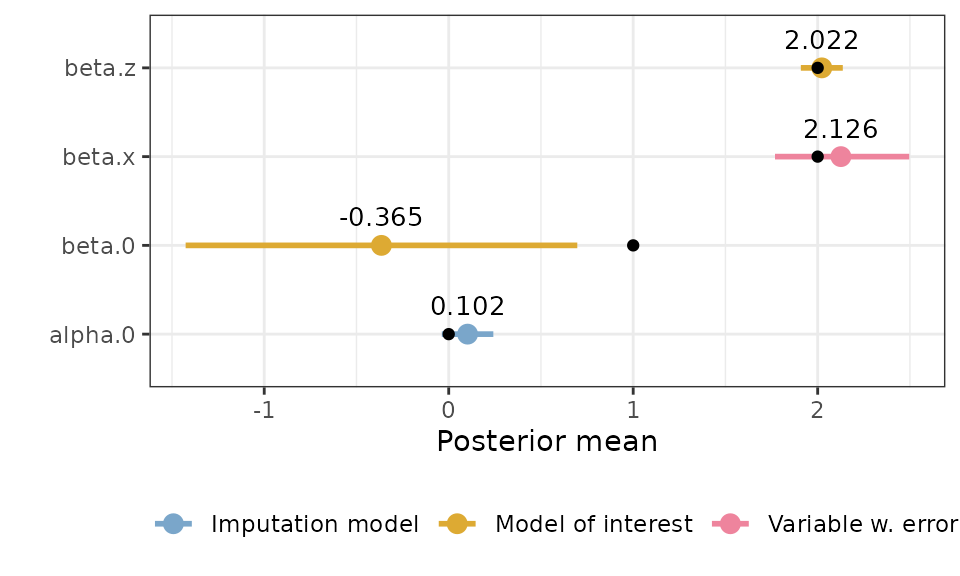 2.022
beta.z
2.126
beta.x
-0.365
beta.0
0.102
alpha.0
-1 0 1 2
Posterior mean
Imputation model Model of interest Variable w. error